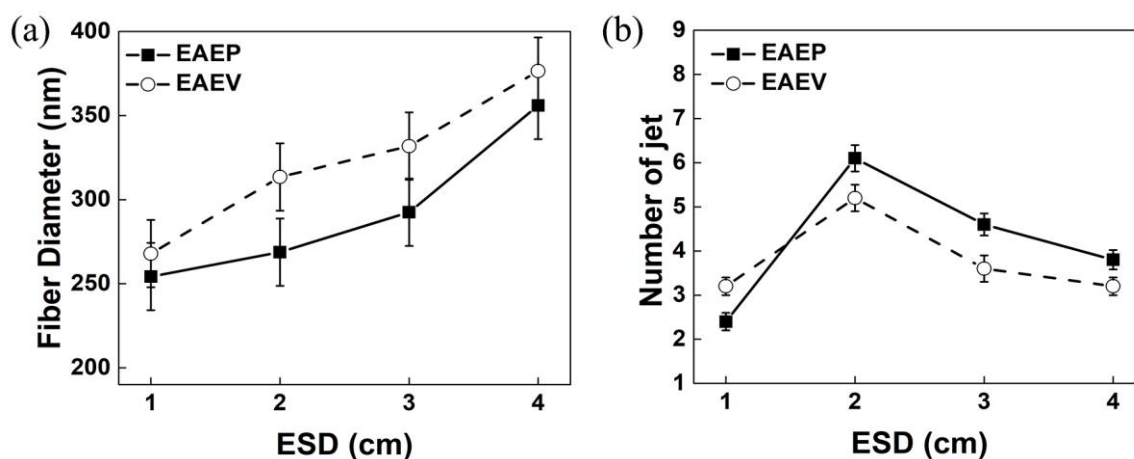 (a)
400
350
300
250
200
Fiber Diameter (nm)
EAEP
EAEV
1 2 3 4
ESD (cm)
(b)
9
8
7
6
5
4
3
2
1
Number of jet
EAEP
EAEV
1 2 3 4
ESD (cm)